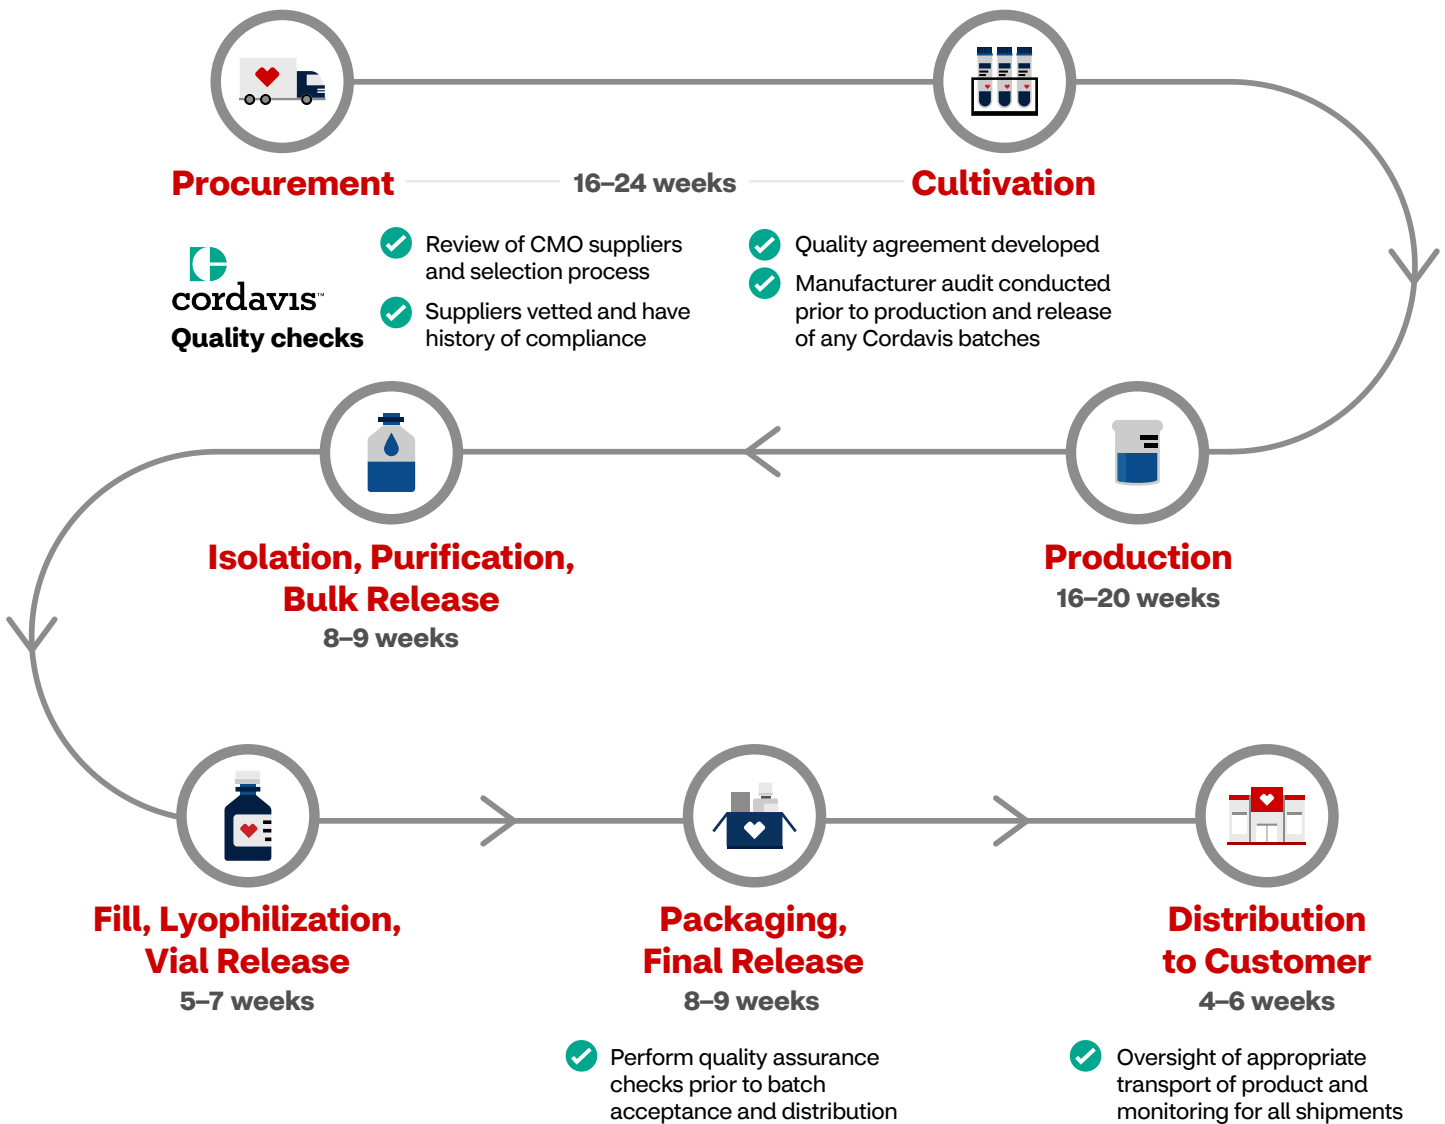 Procurement
16–24 weeks
Cultivation
cordavis™
Quality checks
Review of CMO suppliers
and selection process
Suppliers vetted and have
history of compliance
Quality agreement developed
Manufacturer audit conducted
prior to production and release
of any Cordavis batches
Isolation, Purification,
Bulk Release
8–9 weeks
Production
16–20 weeks
Fill, Lyophilization,
Vial Release
5–7 weeks
Packaging,
Final Release
8–9 weeks
Perform quality assurance
checks prior to batch
acceptance and distribution
Distribution
to Customer
4–6 weeks
Oversight of appropriate
transport of product and
monitoring for all shipments